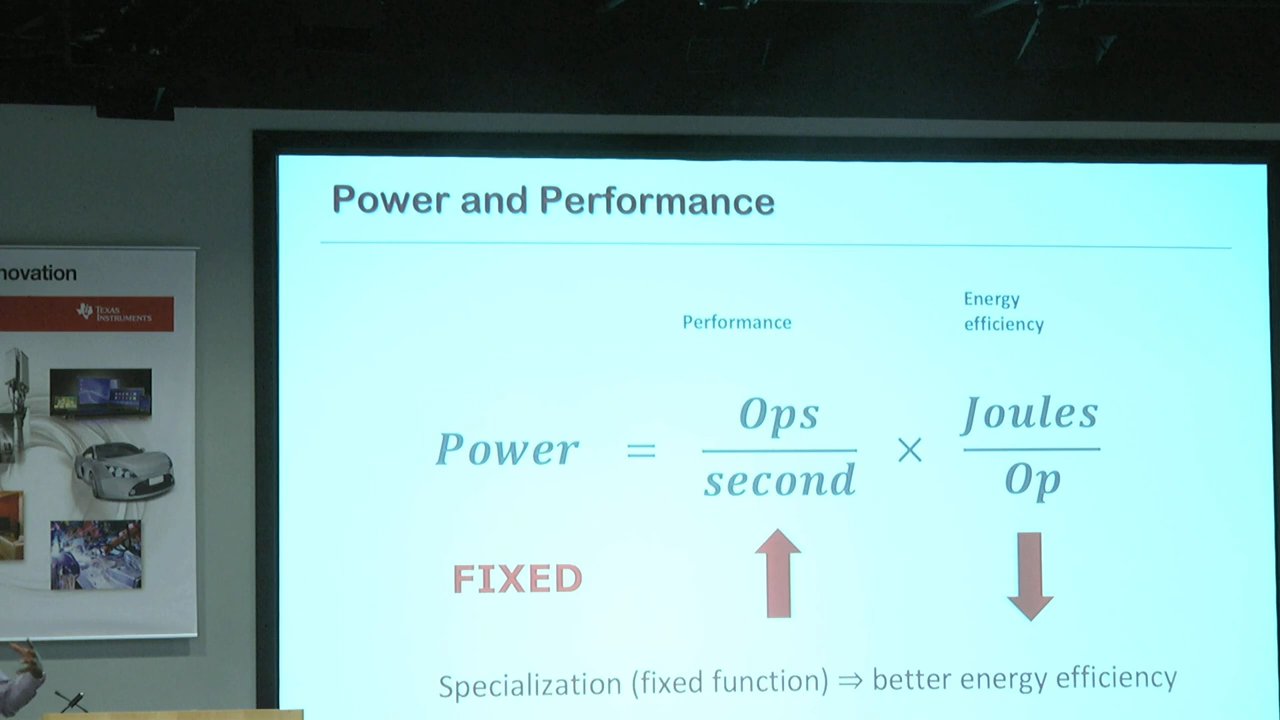 Power and Performance
novation
TEXAS
INSTRUMENTS
Performance
Energy
efficiency
Power = Ops/second × Joules/Op
FIXED
Specialization (fixed function) ⇒ better energy efficiency